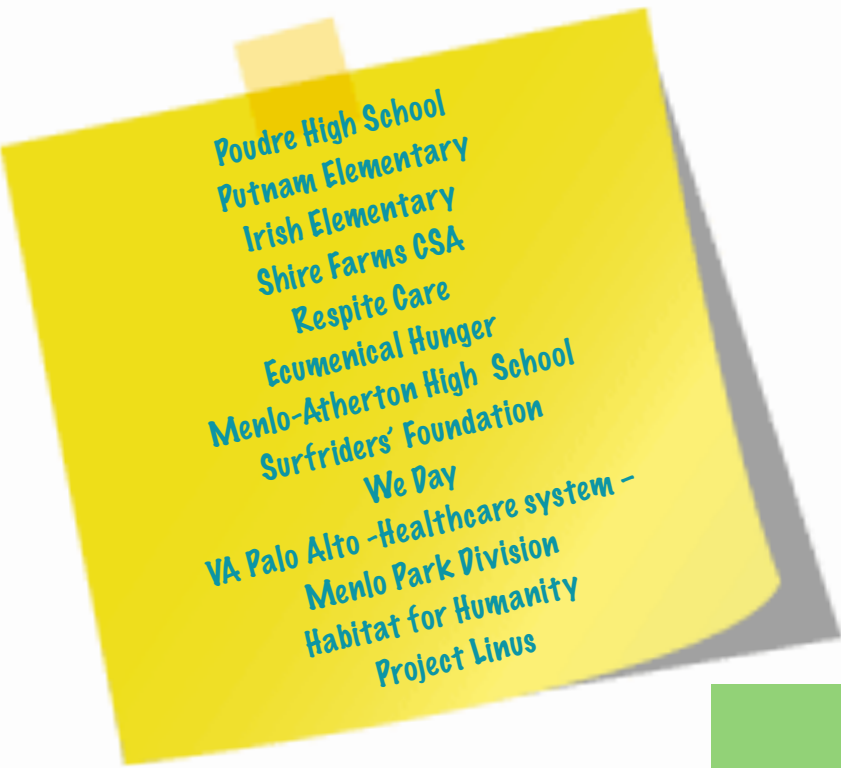 Poudre High School
Putnam Elementary
Irish Elementary
Shire Farms CSA
Respite Care
Ecumenical Hunger
Menlo-Atherton High  School
Surfriders’ Foundation
We Day
VA Palo Alto -Healthcare system –
Menlo Park Division
Habitat for Humanity
Project Linus